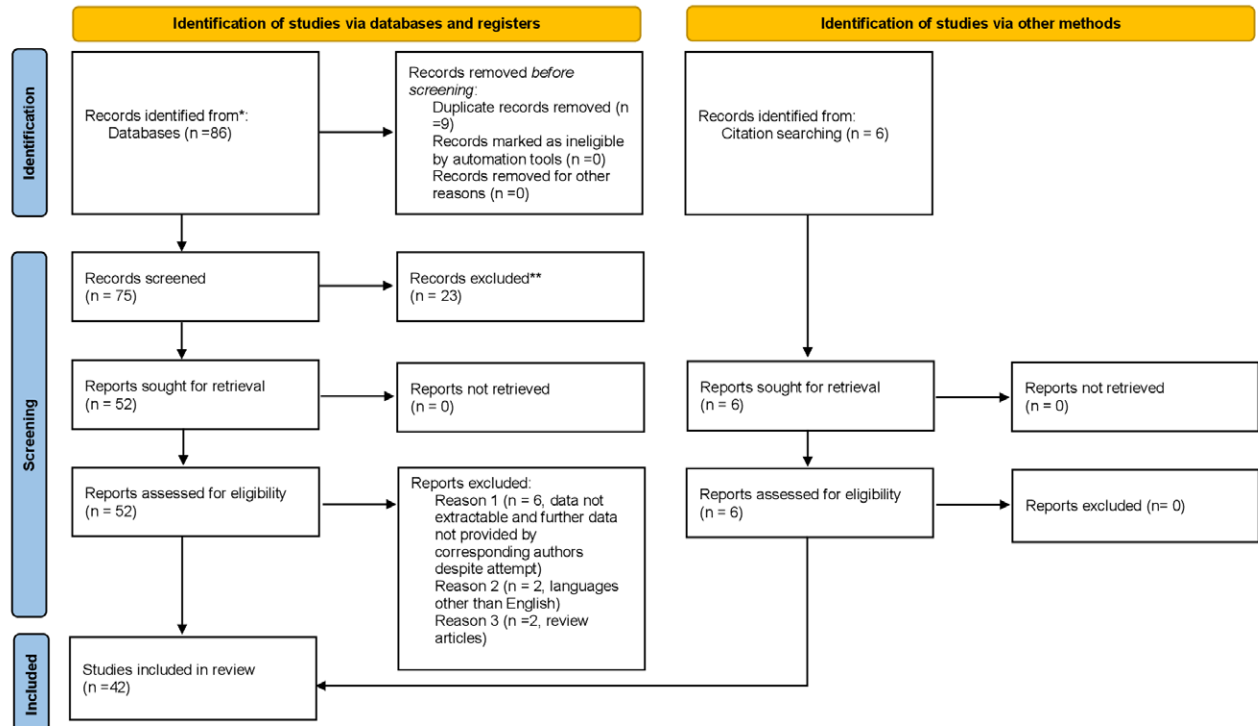 Identification of studies via databases and registers
Identification of studies via other methods
Identification
Records identified from*:
Databases (n =86)
Records removed before
screening:
Duplicate records removed (n
=9)
Records marked as ineligible
by automation tools (n =0)
Records removed for other
reasons (n =0)
Records identified from:
Citation searching (n = 6)
Screening
Records screened
(n = 75)
Records excluded**
(n = 23)
Reports sought for retrieval
(n = 52)
Reports not retrieved
(n = 0)
Reports sought for retrieval
(n = 6)
Reports not retrieved
(n = 0)
Reports assessed for eligibility
(n = 52)
Reports excluded:
Reason 1 (n = 6, data not
extractable and further data
not provided by
corresponding authors
despite attempt)
Reason 2 (n = 2, languages
other than English)
Reason 3 (n =2, review
articles)
Reports assessed for eligibility
(n = 6)
Reports excluded (n= 0)
Included
Studies included in review
(n =42)